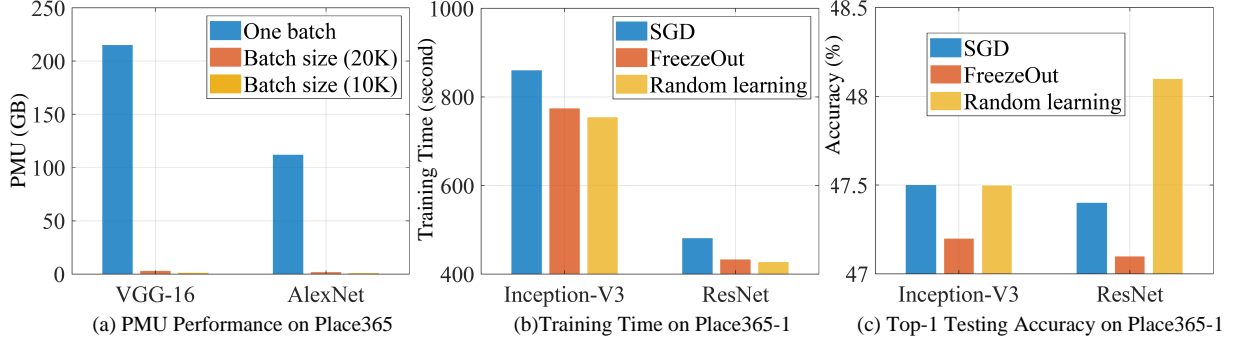 250
200
150
100
50
0
PMU (GB)
One batch
Batch size (20K)
Batch size (10K)
VGG-16
AlexNet
(a) PMU Performance on Place365
1000
800
600
400
Training Time (second)
SGD
FreezeOut
Random learning
Inception-V3
ResNet
(b)Training Time on Place365-1
48.5
48
47.5
47
Accuracy (%)
SGD
FreezeOut
Random learning
Inception-V3
ResNet
(c) Top-1 Testing Accuracy on Place365-1